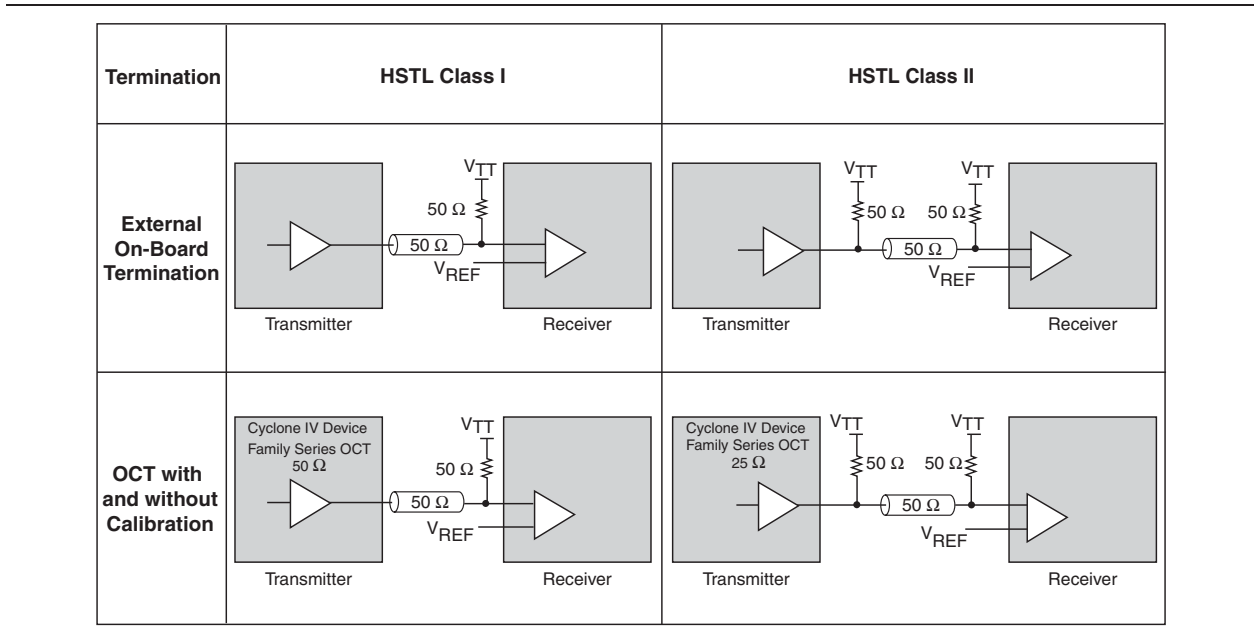 Termination
HSTL Class I
HSTL Class II
External
On-Board
Termination
VTT
50 Ω
50 Ω
VREF
Transmitter
Receiver
VTT
VTT
50 Ω
50 Ω
50 Ω
VREF
Transmitter
Receiver
OCT with
and without
Calibration
Cyclone IV Device
Family Series OCT
50 Ω
VTT
50 Ω
50 Ω
VREF
Transmitter
Receiver
Cyclone IV Device
Family Series OCT
25 Ω
VTT
VTT
50 Ω
50 Ω
50 Ω
VREF
Transmitter
Receiver